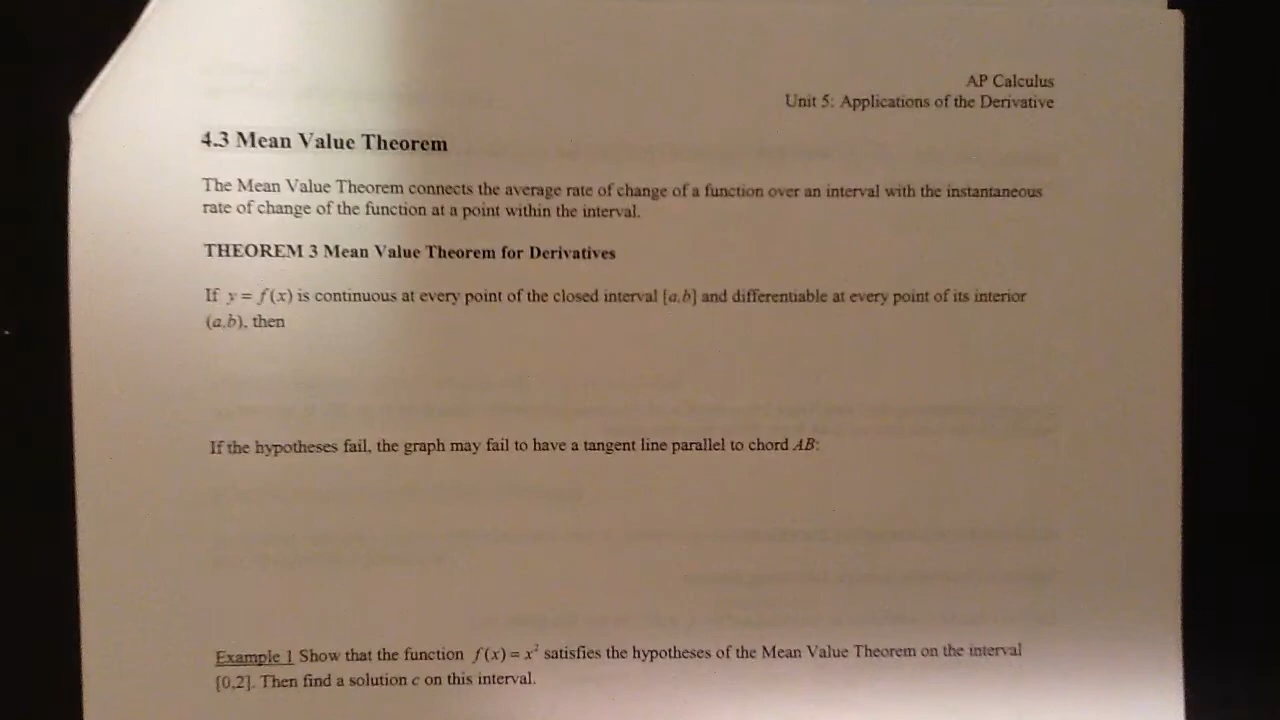 AP Calculus
Unit 5: Applications of the Derivative
4.3 Mean Value Theorem
The Mean Value Theorem connects the average rate of change of a function over an interval with the instantaneous
rate of change of the function at a point within the interval.
THEOREM 3 Mean Value Theorem for Derivatives
If y = f(x) is continuous at every point of the closed interval [a,b] and differentiable at every point of its interior
(a,b), then
If the hypotheses fail, the graph may fail to have a tangent line parallel to chord AB:
Example 1 Show that the function f(x) = x² satisfies the hypotheses of the Mean Value Theorem on the interval
[0,2]. Then find a solution c on this interval.